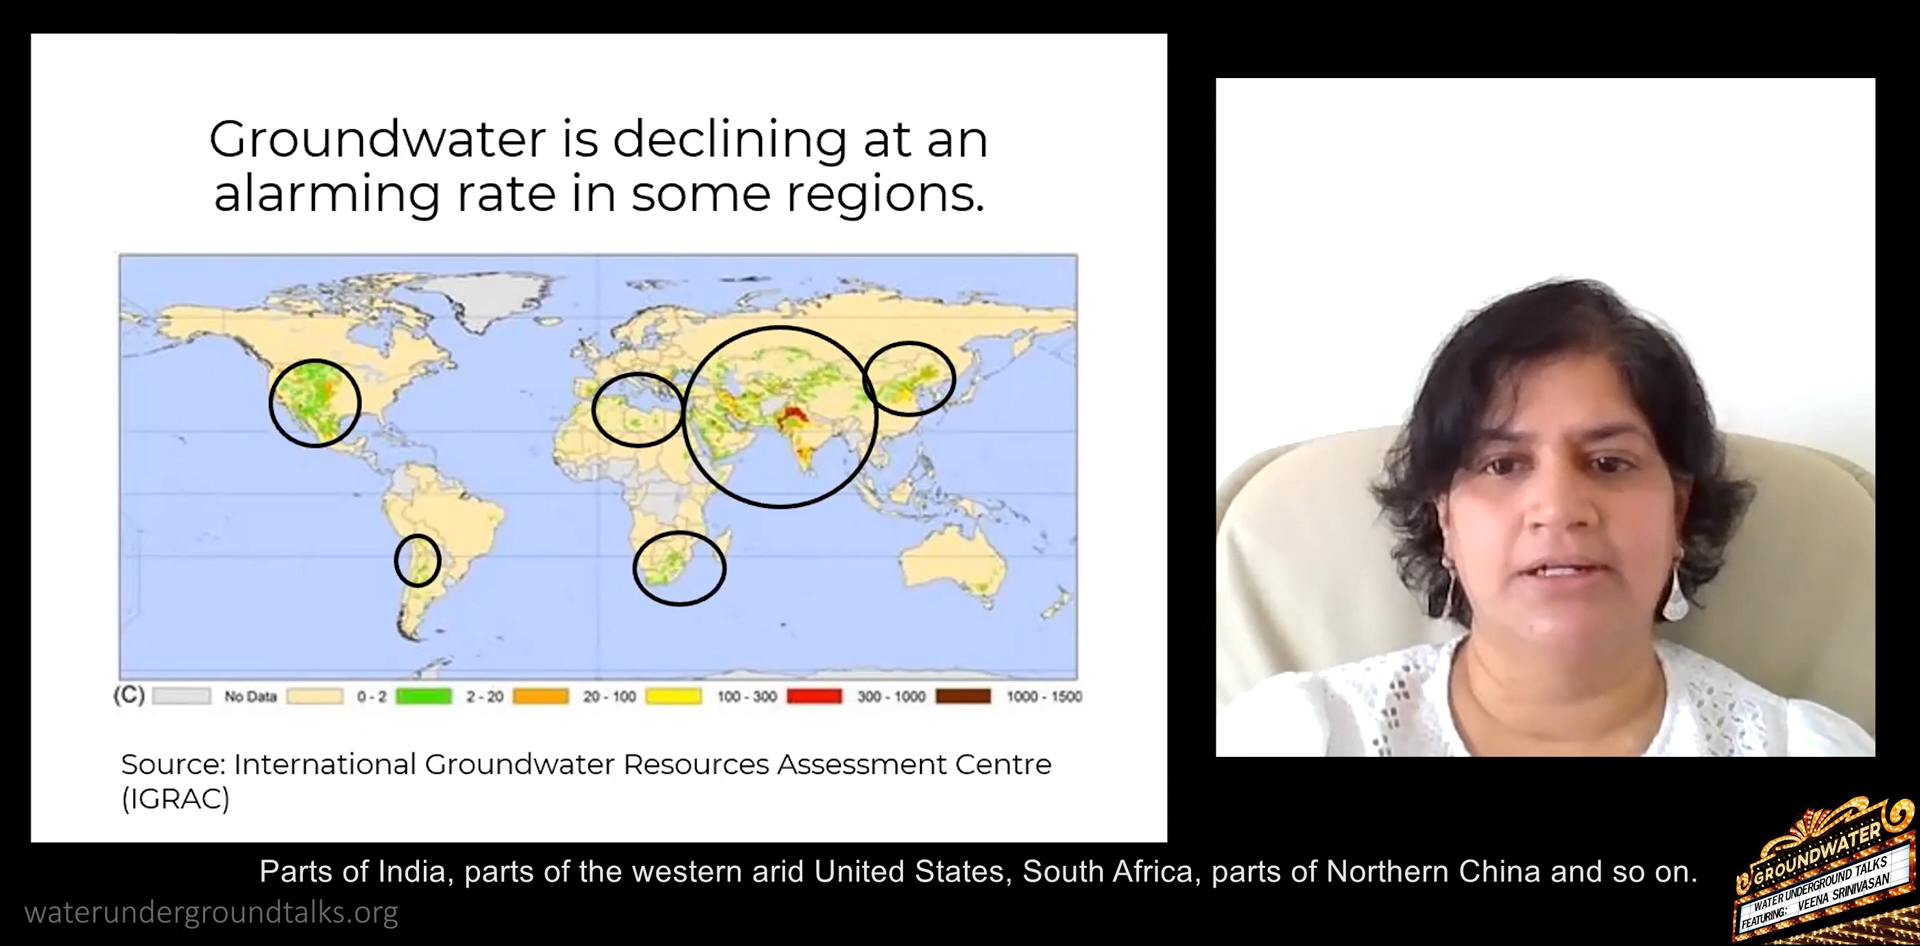 Groundwater is declining at an
alarming rate in some regions.
(C) No Data 0 - 2 2 - 20 20 - 100 100 - 300 300 - 1000 1000 - 1500
Source: International Groundwater Resources Assessment Centre
(IGRAC)
Parts of India, parts of the western arid United States, South Africa, parts of Northern China and so on.
waterundergroundtalks.org
GROUNDWATER
WATER UNDERGROUND TALKS
FEATURING: VEENA SRINIVASAN